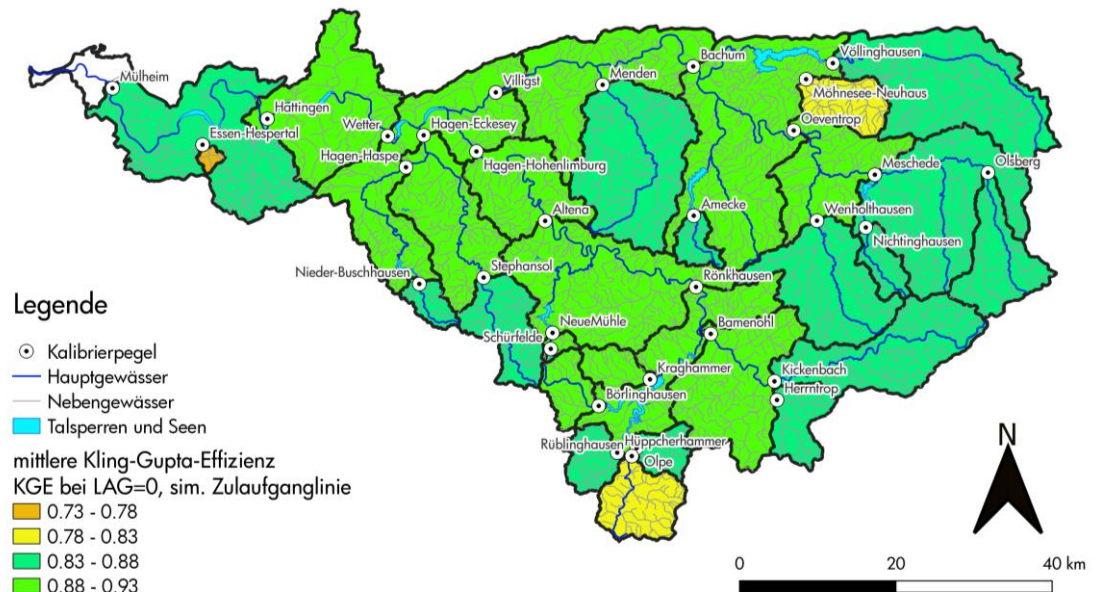 Mülheim
Hattingen
Essen-Hespertal
Wetter
Hagen-Haspe
Villigst
Hagen-Eckesey
Hagen-Hohenlimburg
Menden
Bachum
Völlinghausen
Möhnesee-Neuhaus
Oeventrop
Meschede
Olsberg
Wenholthausen
Nichtinghausen
Amecke
Altena
Nieder-Buschhausen
Stephansol
Rönkhausen
NeueMühle
Schürfelde
Bamenohl
Kraghammer
Kickenbach
Herrntrop
Börlinghausen
Rüblinghausen
Hüppcherhammer
Olpe
Legende
Kalibrierpegel
Hauptgewässer
Nebengewässer
Talsperren und Seen
mittlere Kling-Gupta-Effizienz
KGE bei LAG=0, sim. Zulaufganglinie
0.73 - 0.78
0.78 - 0.83
0.83 - 0.88
0.88 - 0.93
N
0 20 40 km